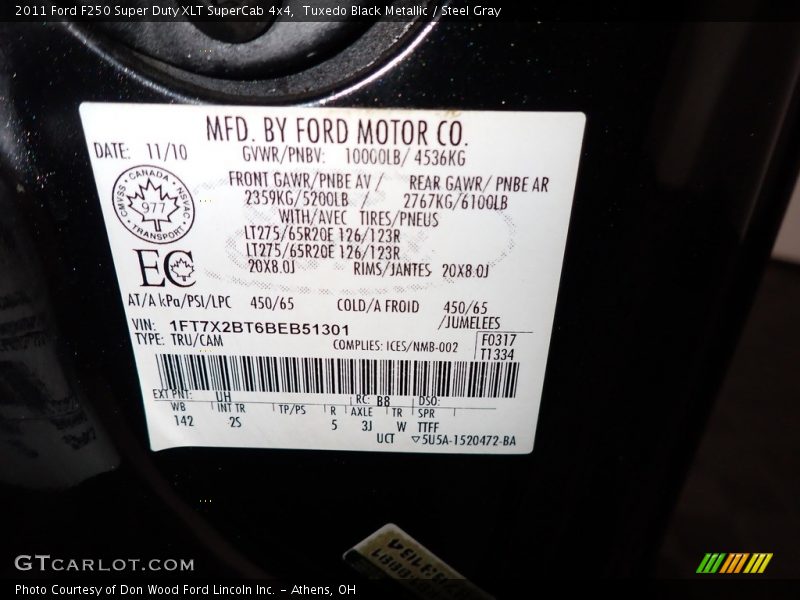 2011 Ford F250 Super Duty XLT SuperCab 4x4,  Tuxedo Black Metallic / Steel Gray
MFD. BY FORD MOTOR CO.
DATE: 11/10
GVWR/PNBV: 10000LB/ 4536KG
FRONT GAWR/PNBE AV / REAR GAWR/ PNBE AR
2359KG/5200LB 2767KG/6100LB
WITH/AVEC TIRES/PNEUS
LT275/65R20E 126/123R
LT275/65R20E 126/123R
20X8.0J RIMS/JANTES 20X8.0J
CANADA
CMVSS NSVAC
977
TRANSPORT
EC
AT/A kPa/PSI/LPC 450/65 COLD/A FROID 450/65
/JUMELEES
VIN: 1FT7X2BT6BEB51301
TYPE: TRU/CAM COMPLIES: ICES/NMB-002
F0317
T1334
EXT PNT: UH RC: B8 DSO:
WB INT TR TP/PS R AXLE TR SPR
142 2S 5 3J W TTFF
UCT ▽5U5A-1520472-BA
GTCARLOT.COM
Photo Courtesy of Don Wood Ford Lincoln Inc. – Athens, OH